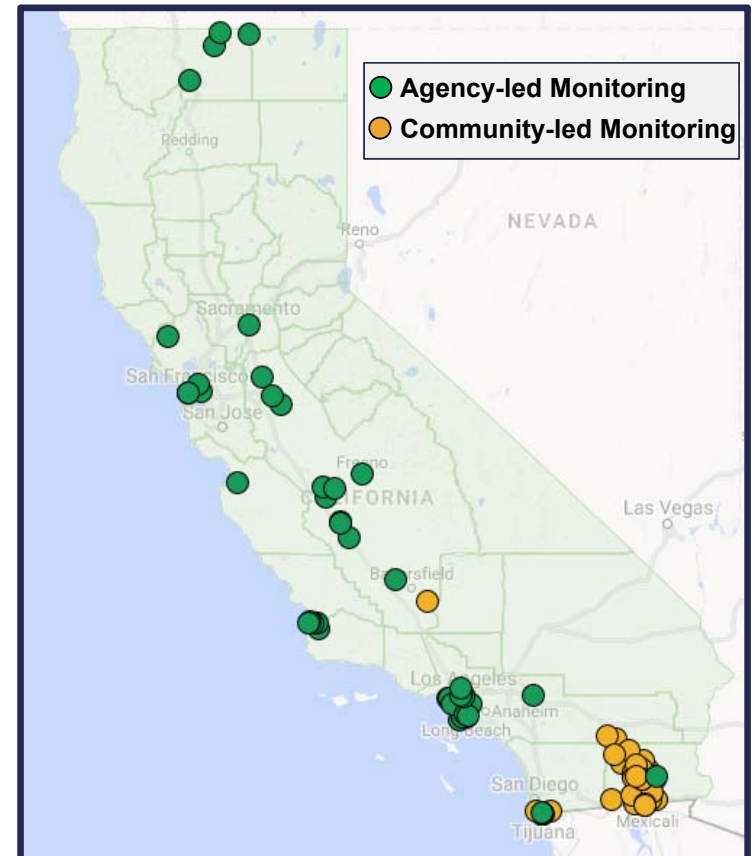 Agency-led Monitoring
Community-led Monitoring
Redding
NEVADA
Reno
Sacramento
San Francisco
San Jose
Fresno
CALIFORNIA
Las Vegas
Bakersfield
Los Angeles
Anaheim
Long Beach
San Diego
Mexicali
Tijuana